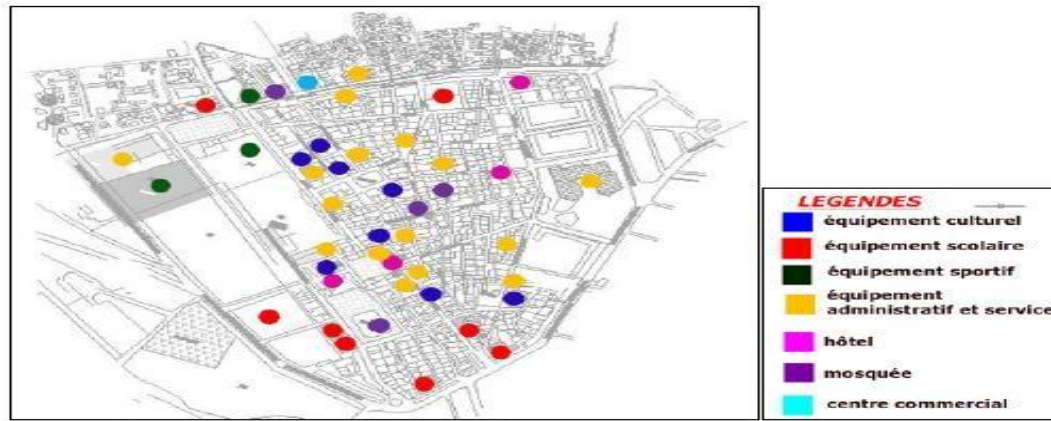 LEGENDES
équipement culturel
équipement scolaire
équipement sportif
équipement
administratif et service
hôtel
mosquée
centre commercial